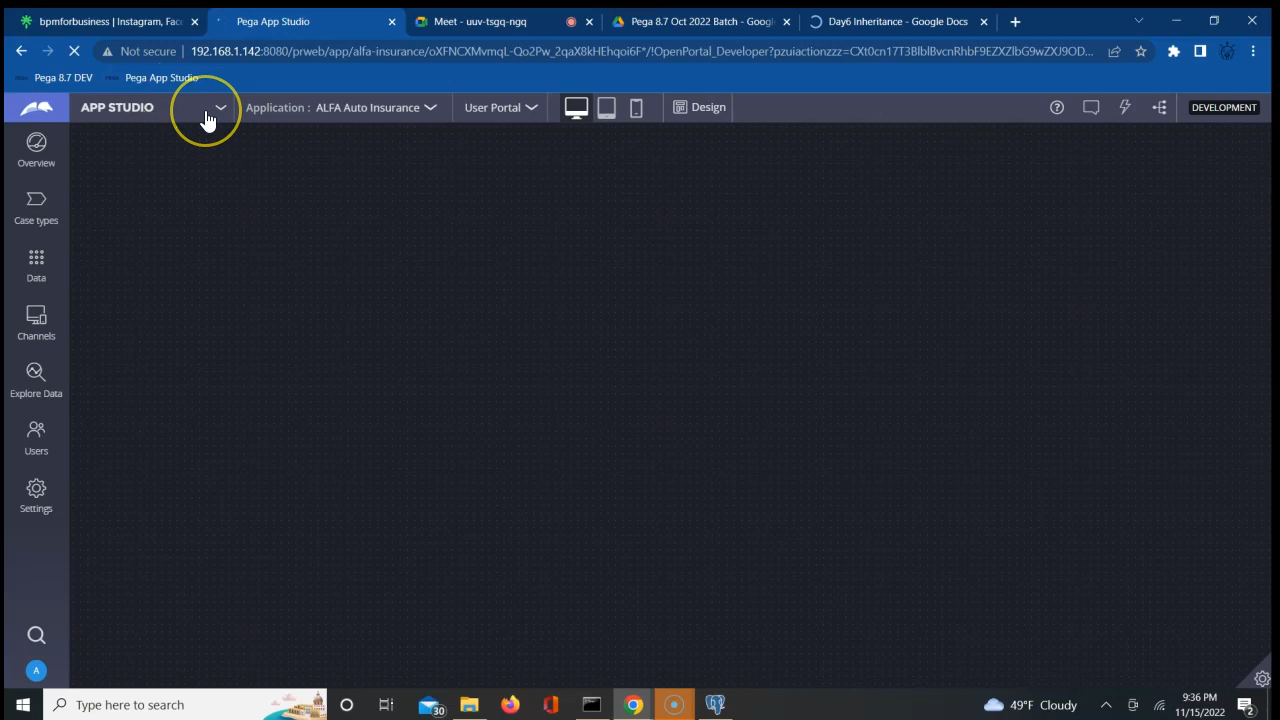 bpmforbusiness | Instagram, Fac
Pega App Studio
Meet - uuv-tsgq-ngq
Pega 8.7 Oct 2022 Batch - Googl
Day6 Inheritance - Google Docs
Not secure
192.168.1.142:8080/prweb/app/alfa-insurance/oXFNCXMvmqL-Qo2Pw_2qaX8kHEhqoi6F*/!OpenPortal_Developer?pzuiactionzzz=CXt0cn17T3BlblBvcnRhbF9EZXZlbG9wZXJ9OD...
Pega 8.7 DEV
Pega App Studio
APP STUDIO
Application : ALFA Auto Insurance
User Portal
Design
DEVELOPMENT
Overview
Case types
Data
Channels
Explore Data
Users
Settings
A
Type here to search
30
49°F Cloudy
9:36 PM
11/15/2022
2